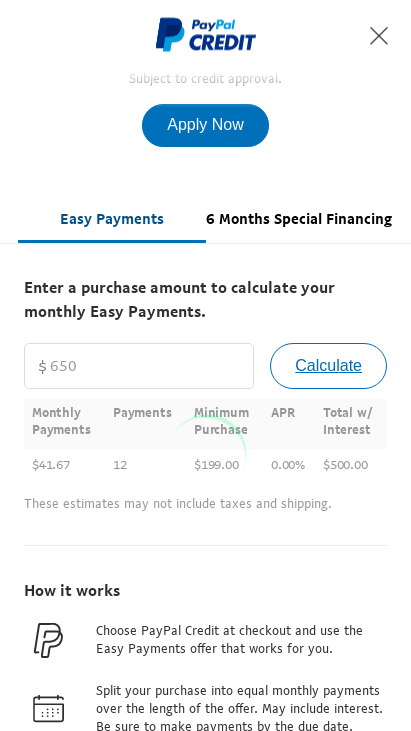 PayPal
CREDIT
Subject to credit approval.
Apply Now
Easy Payments
6 Months Special Financing
Enter a purchase amount to calculate your
monthly Easy Payments.
$ 650
Calculate
Monthly Payments Payments Minimum Purchase APR Total w/ Interest
$41.67 12 $199.00 0.00% $500.00
These estimates may not include taxes and shipping.
How it works
Choose PayPal Credit at checkout and use the
Easy Payments offer that works for you.
Split your purchase into equal monthly payments
over the length of the offer. May include interest.
Be sure to make payments by the due date.